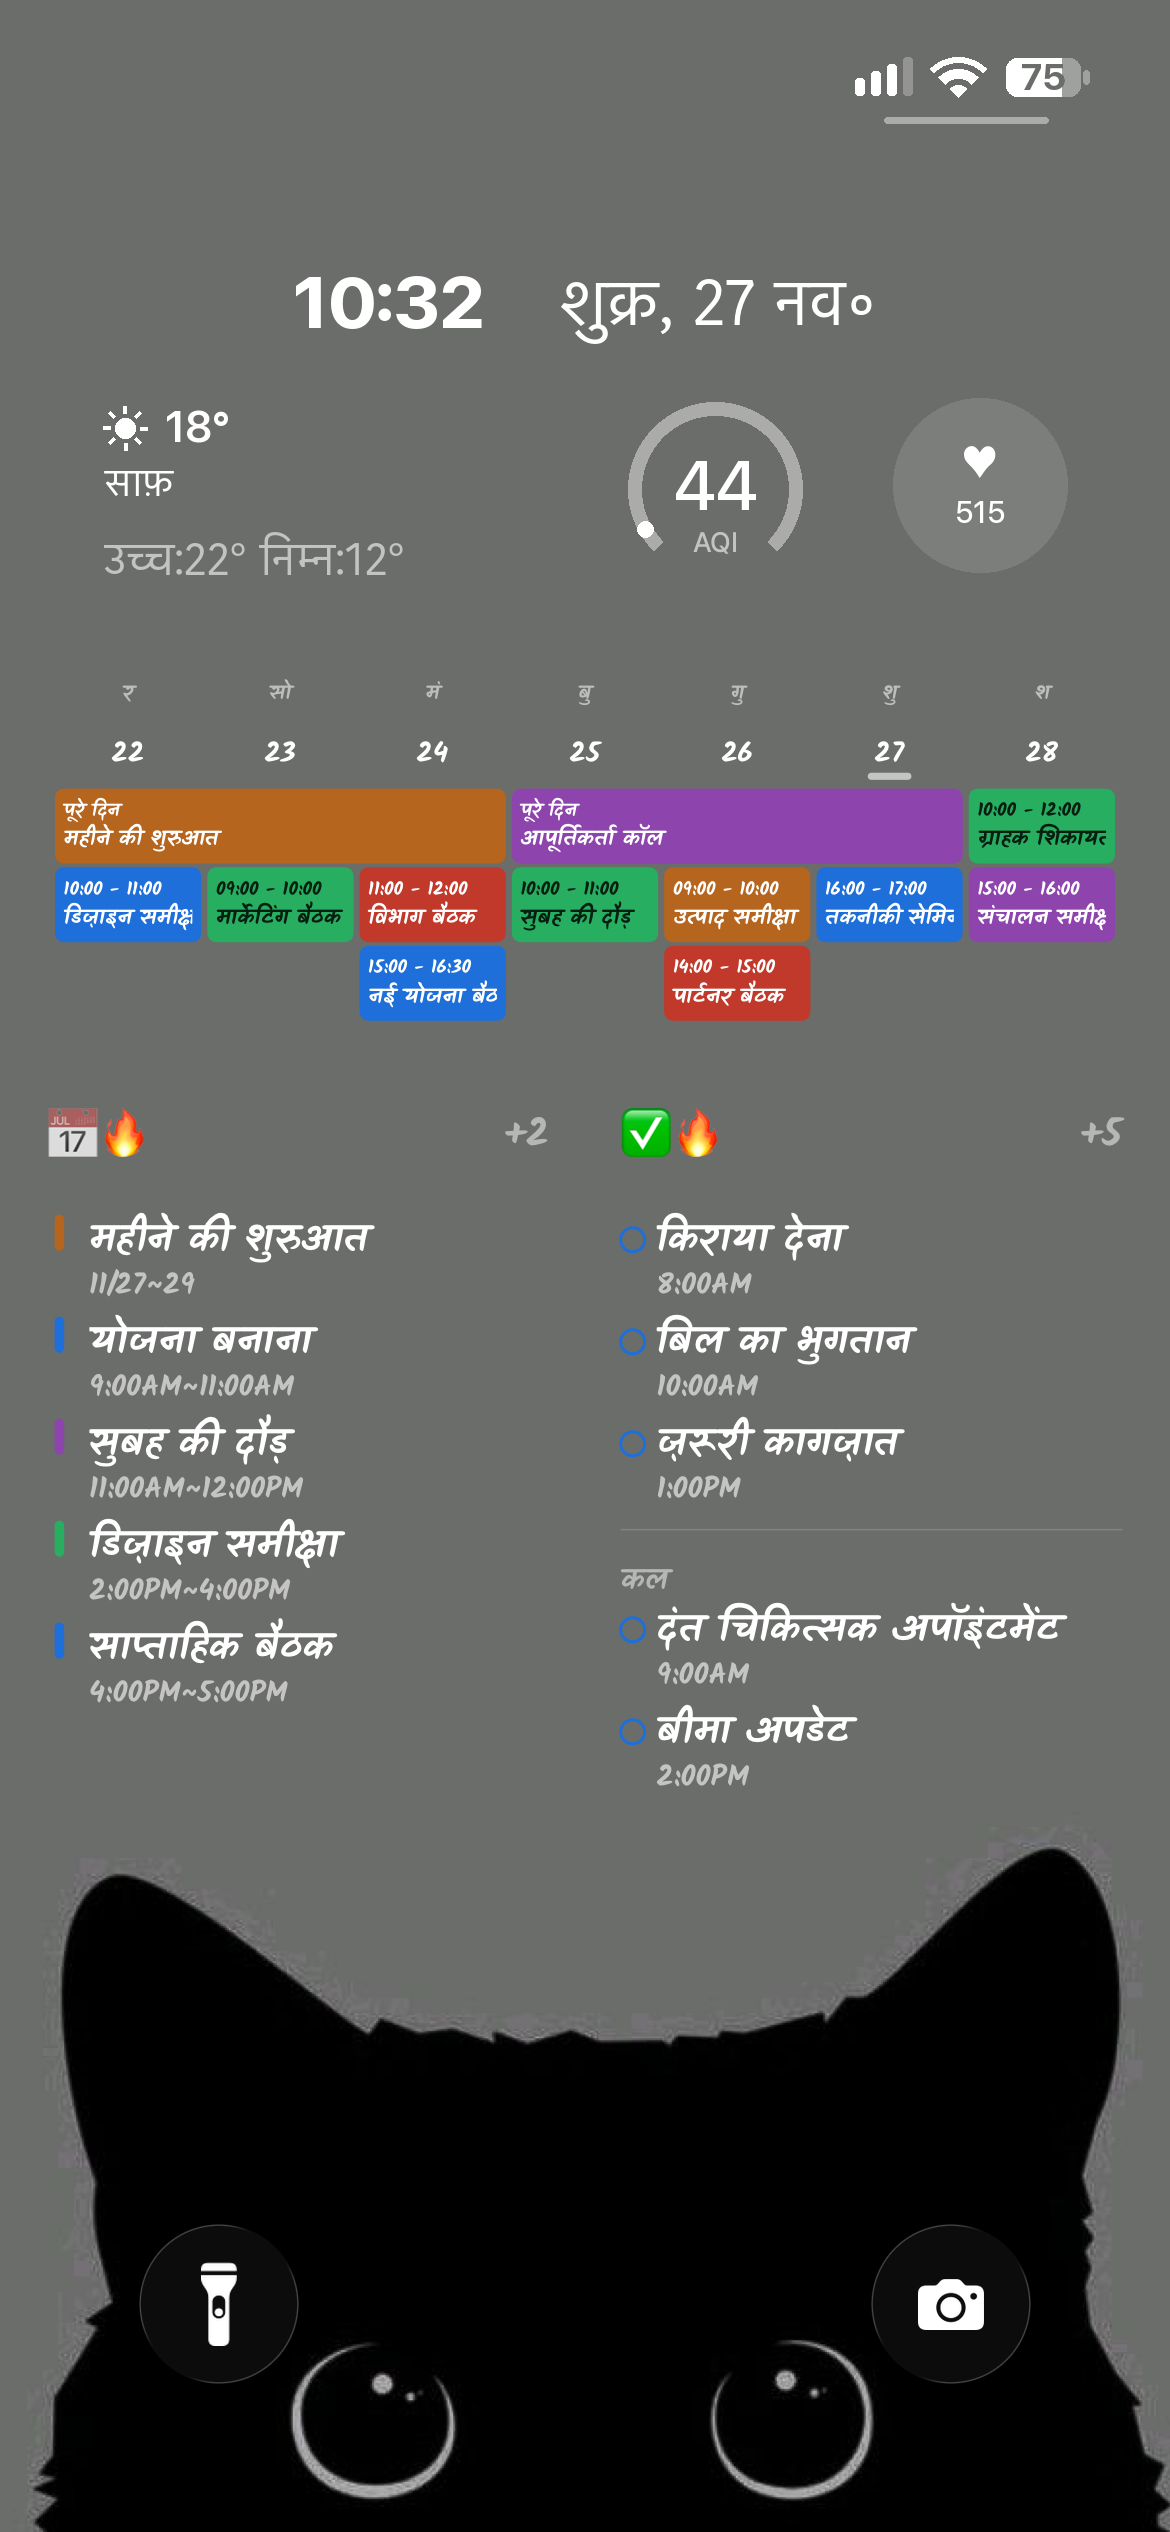 75
10:32 शुक्र, 27 नव॰
18°
साफ़
उच्च:22° निम्न:12°
44
AQI
515
र सो मं बु गु शु श
22 23 24 25 26 27 28
पूरे दिन
महीने की शुरुआत
पूरे दिन
आपूर्तिकर्ता कॉल
10:00 - 12:00
ग्राहक शिकायत
10:00 - 11:00
डिज़ाइन समीक्ष
09:00 - 10:00
मार्केटिंग बैठक
11:00 - 12:00
विभाग बैठक
10:00 - 11:00
सुबह की दौड़
09:00 - 10:00
उत्पाद समीक्षा
16:00 - 17:00
तकनीकी सेमिन
15:00 - 16:00
संचालन समीक्ष
15:00 - 16:30
नई योजना बैठ
14:00 - 15:00
पार्टनर बैठक
JUL
17
+2
महीने की शुरुआत
11/27~29
योजना बनाना
9:00AM~11:00AM
सुबह की दौड़
11:00AM~12:00PM
डिज़ाइन समीक्षा
2:00PM~4:00PM
साप्ताहिक बैठक
4:00PM~5:00PM
+5
किराया देना
8:00AM
बिल का भुगतान
10:00AM
ज़रूरी कागज़ात
1:00PM
कल
दंत चिकित्सक अपॉइंटमेंट
9:00AM
बीमा अपडेट
2:00PM